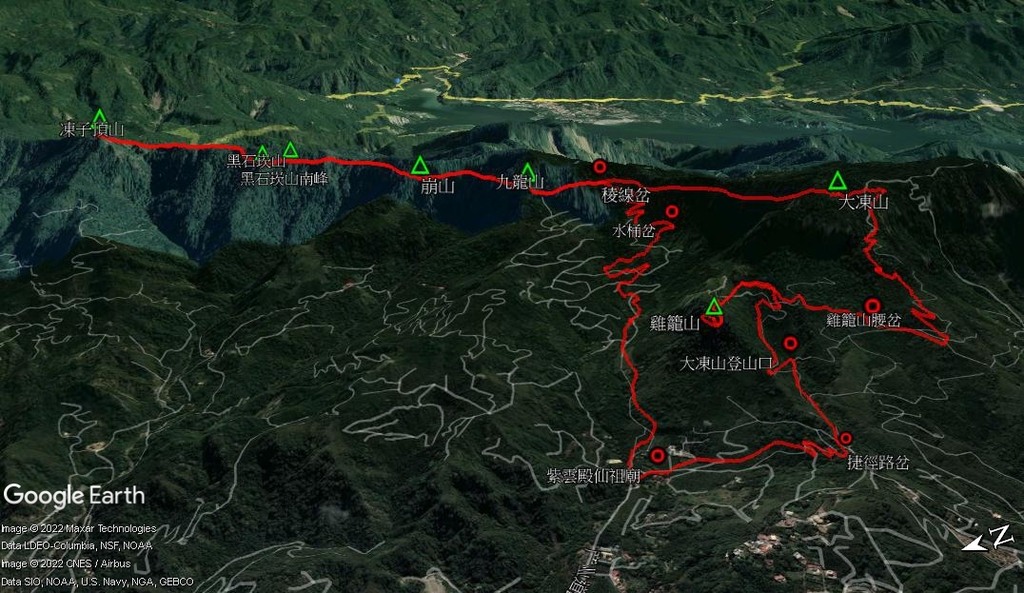 凍子頂山
黑石崁山
黑石崁山南峰
崩山
九龍山
稜線岔
大凍山
水桶岔
雞籠山
雞籠山腰岔
大凍山登山口
捷徑路岔
紫雲殿仙祖廟
Google Earth
Image © 2022 Maxar Technologies
Data LDEO-Columbia, NSF, NOAA
Image © 2022 CNES / Airbus
Data SIO, NOAA, U.S. Navy, NGA, GEBCO
N